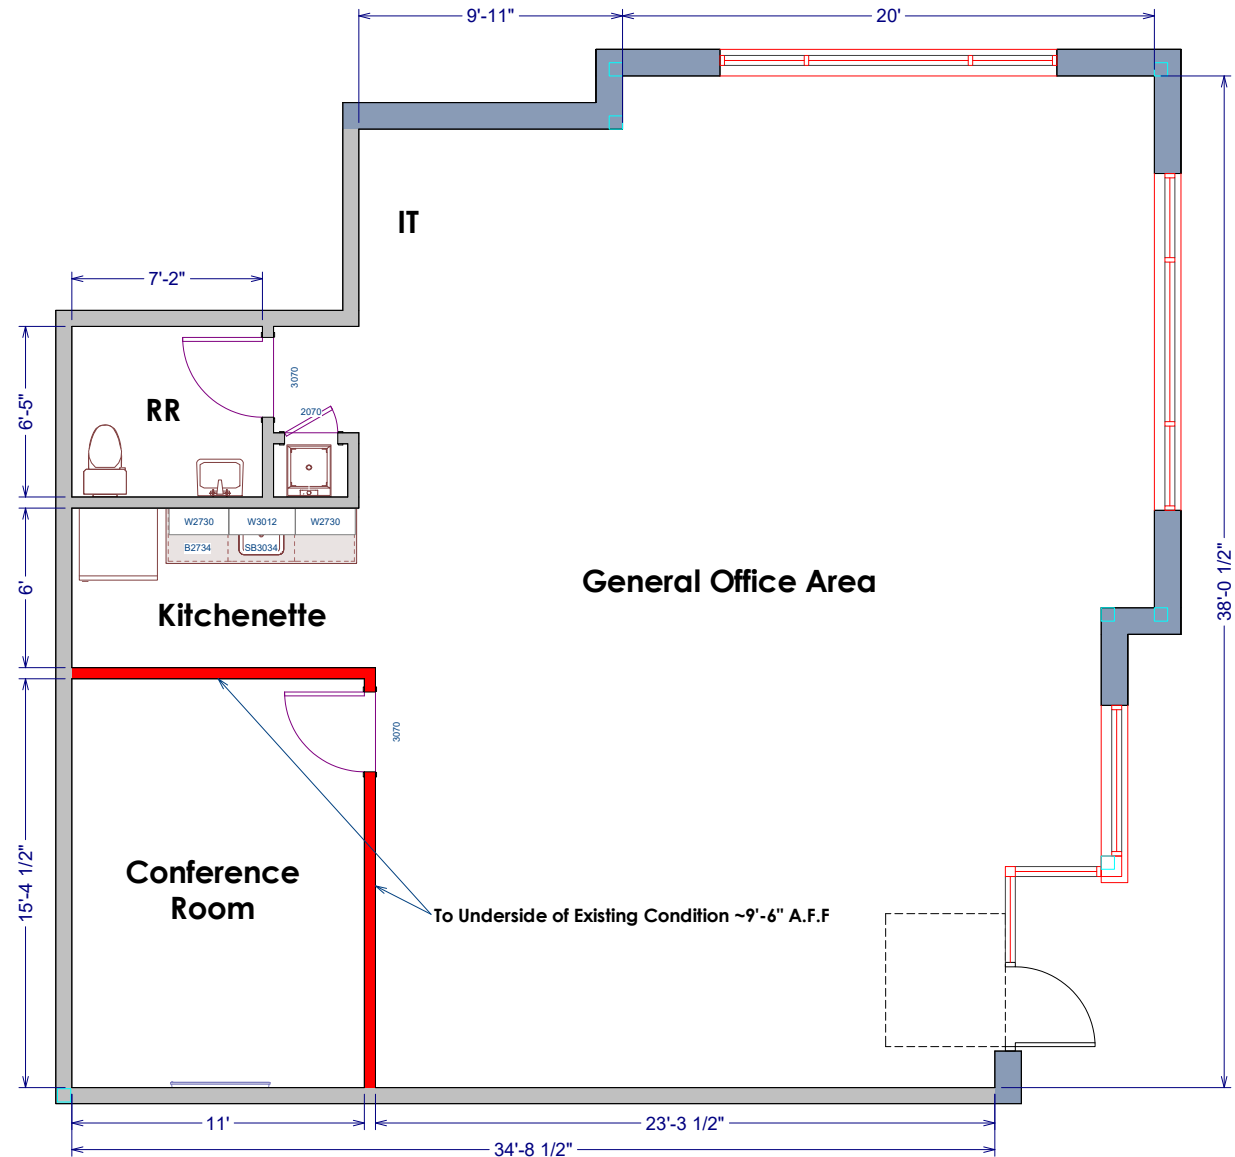 9'-11"
20'
IT
7'-2"
3070
6'-5"
RR
2070
W2730
W3012
W2730
B2734
SB3034
General Office Area
38'-0 1/2"
6'
Kitchenette
3070
Conference
Room
15'-4 1/2"
To Underside of Existing Condition ~9'-6" A.F.F
11'
23'-3 1/2"
34'-8 1/2"